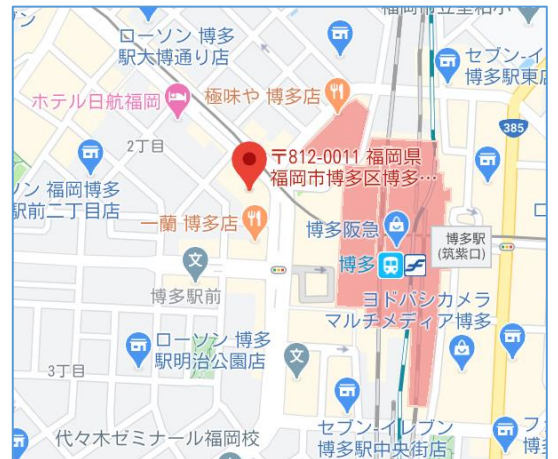 ローソン 博多
駅大博通り店
セブン-イ
博多駅東店
極味や 博多店
ホテル日航福岡
385
2丁目
〒812-0011 福岡県
福岡市博多区博多…
ソン 福岡博多
駅前二丁目店
一蘭 博多店
博多阪急
博多駅
(筑紫口)
博多
博多駅前
ヨドバシカメラ
マルチメディア博多
ローソン 博多
駅明治公園店
3丁目
代々木ゼミナール福岡校
セブン-イレブン
博多駅中央街店